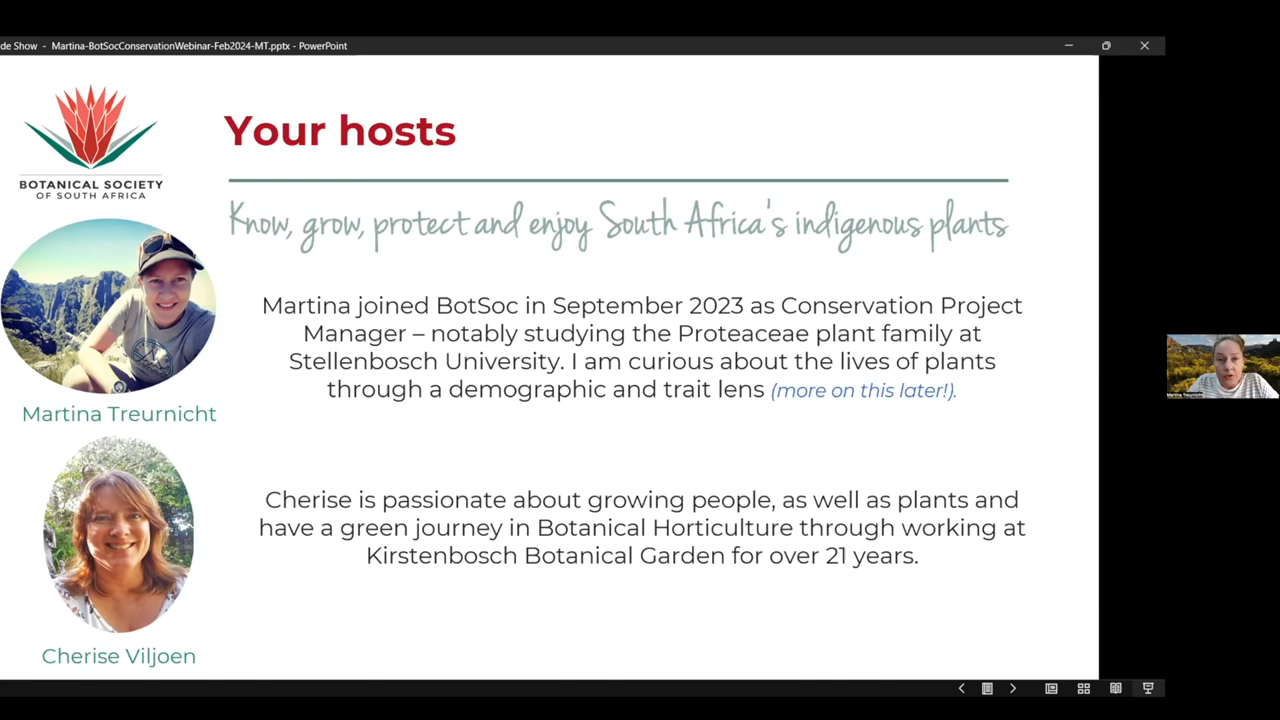 de Show - Martina-BotSocConservationWebinar-Feb2024-MT.pptx - PowerPoint
BOTANICAL SOCIETY
OF SOUTH AFRICA
Your hosts
Know, grow, protect and enjoy South Africa's indigenous plants
Martina joined BotSoc in September 2023 as Conservation Project
Manager – notably studying the Proteaceae plant family at
Stellenbosch University. I am curious about the lives of plants
through a demographic and trait lens (more on this later!).
Martina Treurnicht
Cherise is passionate about growing people, as well as plants and
have a green journey in Botanical Horticulture through working at
Kirstenbosch Botanical Garden for over 21 years.
Cherise Viljoen
Martina Treurnicht